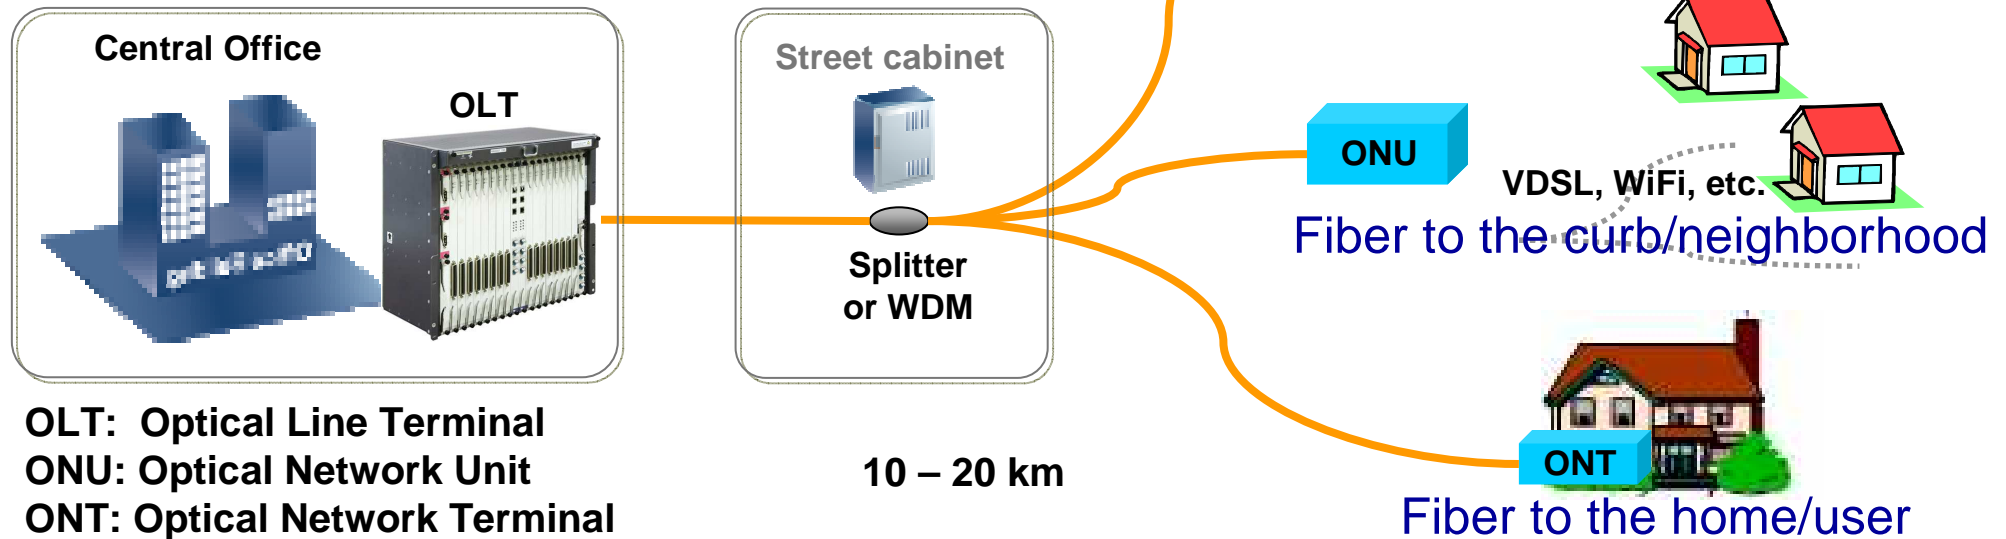 Central Office
OLT
Street cabinet
Splitter
or WDM
ONU
VDSL, WiFi, etc.
Fiber to the curb/neighborhood
OLT: Optical Line Terminal
ONU: Optical Network Unit
ONT: Optical Network Terminal
10 – 20 km
ONT
Fiber to the home/user